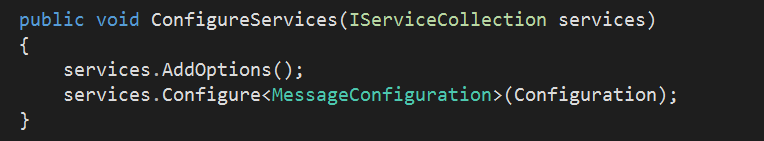 public void ConfigureServices(IServiceCollection services)
{
    services.AddOptions();
    services.Configure<MessageConfiguration>(Configuration);
}